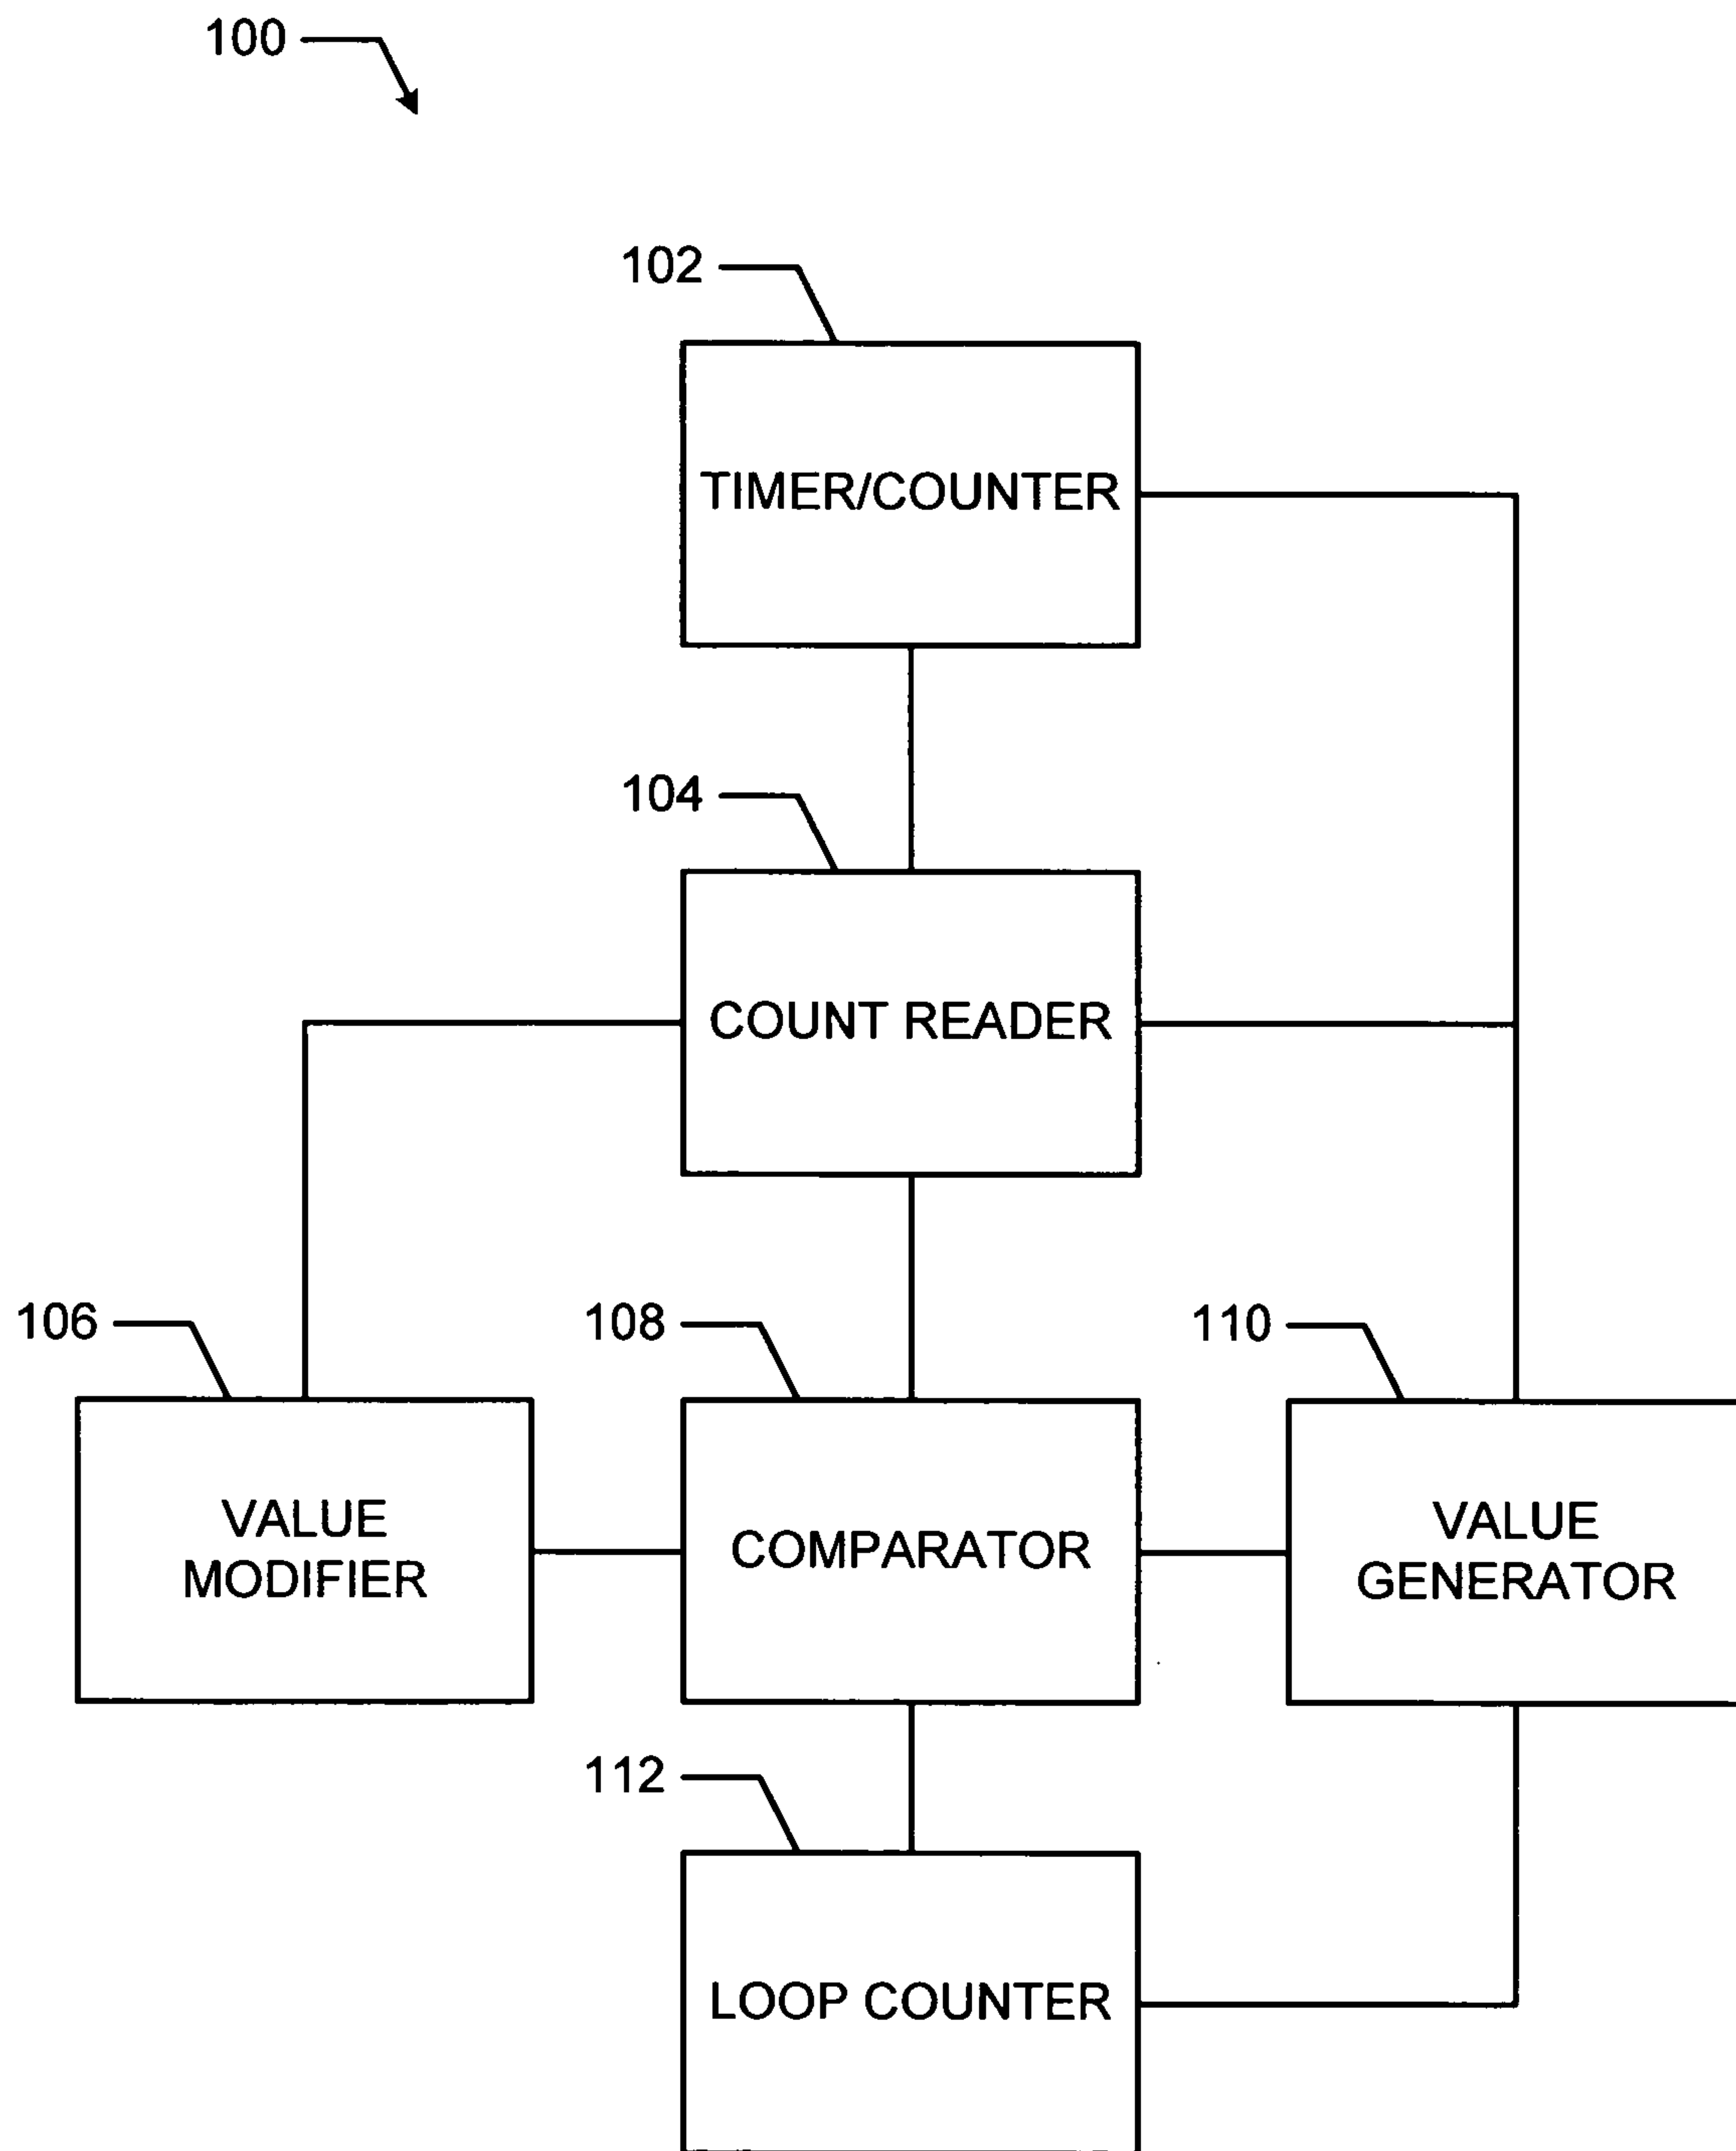 100
102
TIMER/COUNTER
104
COUNT READER
106
108
110
VALUE
MODIFIER
COMPARATOR
VALUE
GENERATOR
112
LOOP COUNTER